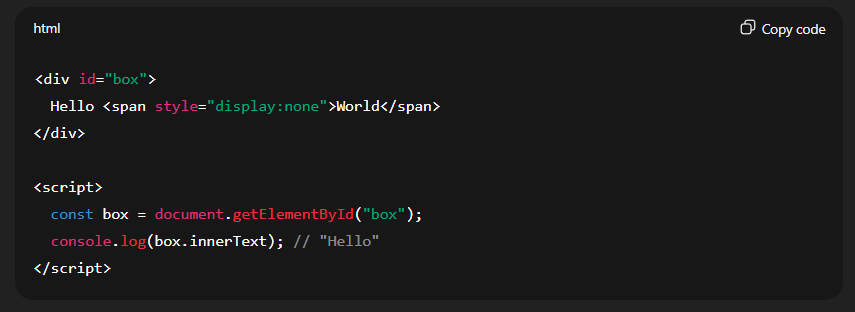 html
Copy code
<div id="box">
  Hello <span style="display:none">World</span>
</div>
<script>
  const box = document.getElementById("box");
  console.log(box.innerText); // "Hello"
</script>